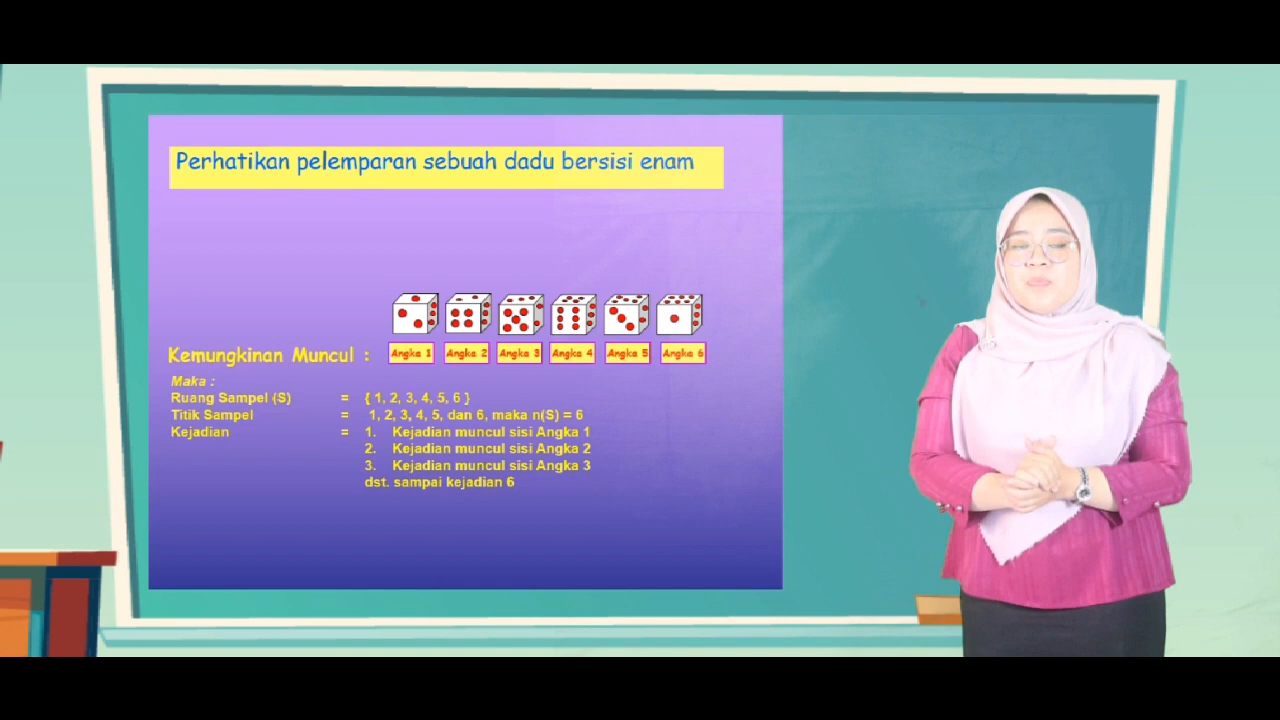 Perhatikan pelemparan sebuah dadu bersisi enam
Kemungkinan Muncul : Angka 1 Angka 2 Angka 3 Angka 4 Angka 5 Angka 6
Maka :
Ruang Sampel (S) = { 1, 2, 3, 4, 5, 6 }
Titik Sampel = 1, 2, 3, 4, 5, dan 6, maka n(S) = 6
Kejadian = 1. Kejadian muncul sisi Angka 1
2. Kejadian muncul sisi Angka 2
3. Kejadian muncul sisi Angka 3
dst. sampai kejadian 6